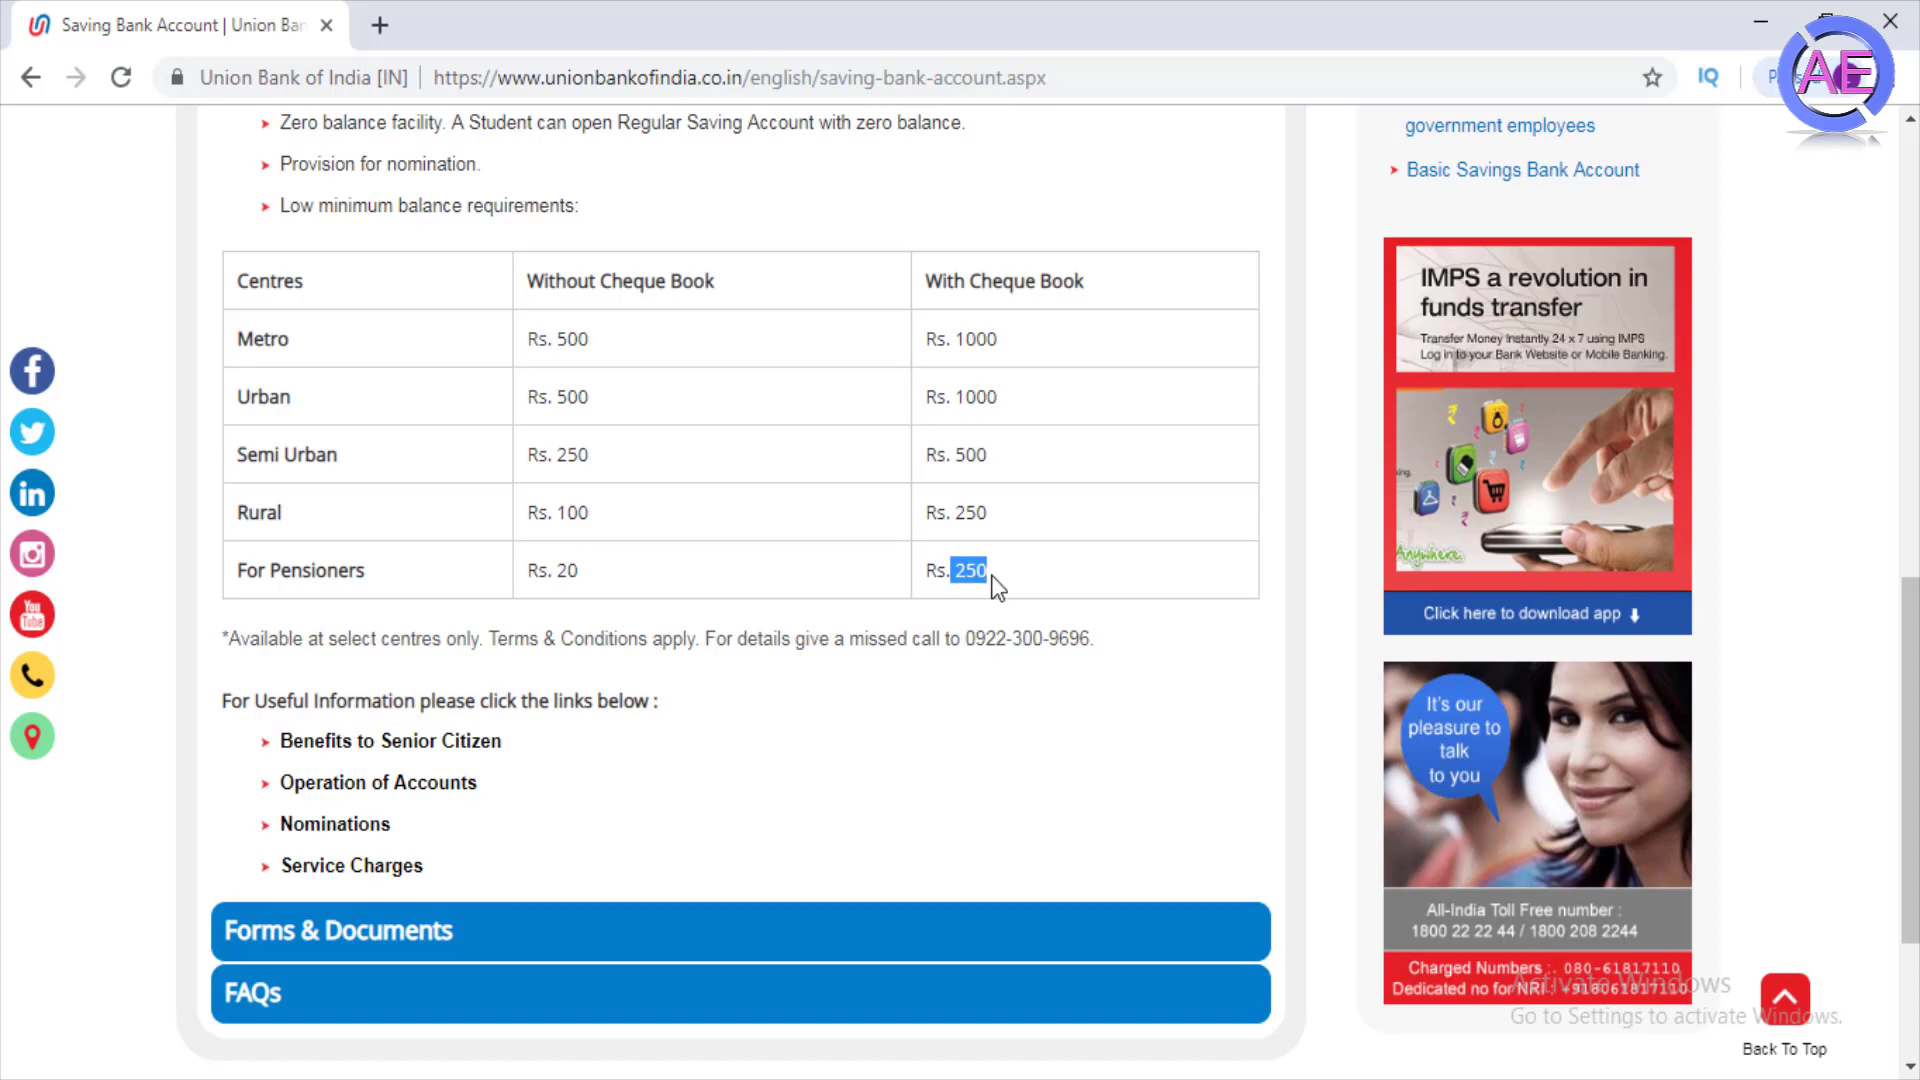 Saving Bank Account | Union Ban
Union Bank of India [IN] https://www.unionbankofindia.co.in/english/saving-bank-account.aspx
IQ
AE
Zero balance facility. A Student can open Regular Saving Account with zero balance.
Provision for nomination.
Low minimum balance requirements:
Centres Without Cheque Book With Cheque Book
Metro Rs. 500 Rs. 1000
Urban Rs. 500 Rs. 1000
Semi Urban Rs. 250 Rs. 500
Rural Rs. 100 Rs. 250
For Pensioners Rs. 20 Rs. 250
*Available at select centres only. Terms & Conditions apply. For details give a missed call to 0922-300-9696.
For Useful Information please click the links below :
Benefits to Senior Citizen
Operation of Accounts
Nominations
Service Charges
Forms & Documents
FAQs
You
Tube
government employees
Basic Savings Bank Account
IMPS a revolution in
funds transfer
Transfer Money Instantly 24 x 7 using IMPS
Log in to your Bank Website or Mobile Banking.
Anywhere.
Click here to download app
It's our
pleasure to
talk
to you
All-India Toll Free number :
1800 22 22 44 / 1800 208 2244
Charged Numbers : 080-61817110
Dedicated no for NRI : +918061817110
Activate Windows
Go to Settings to activate Windows.
Back To Top